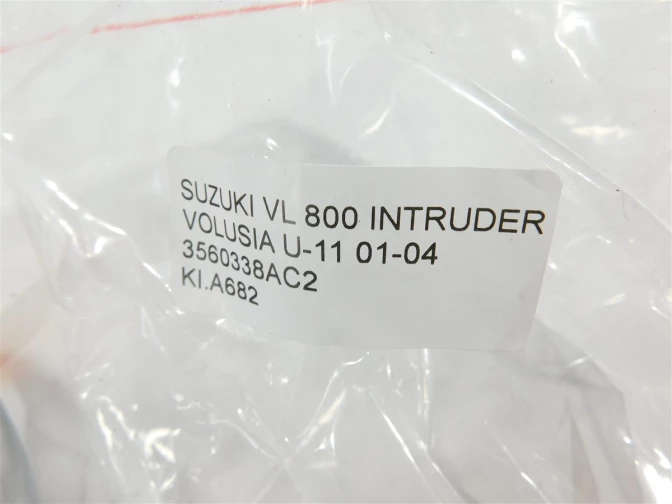 SUZUKI VL 800 INTRUDER
VOLUSIA U-11 01-04
3560338AC2
KI.A682